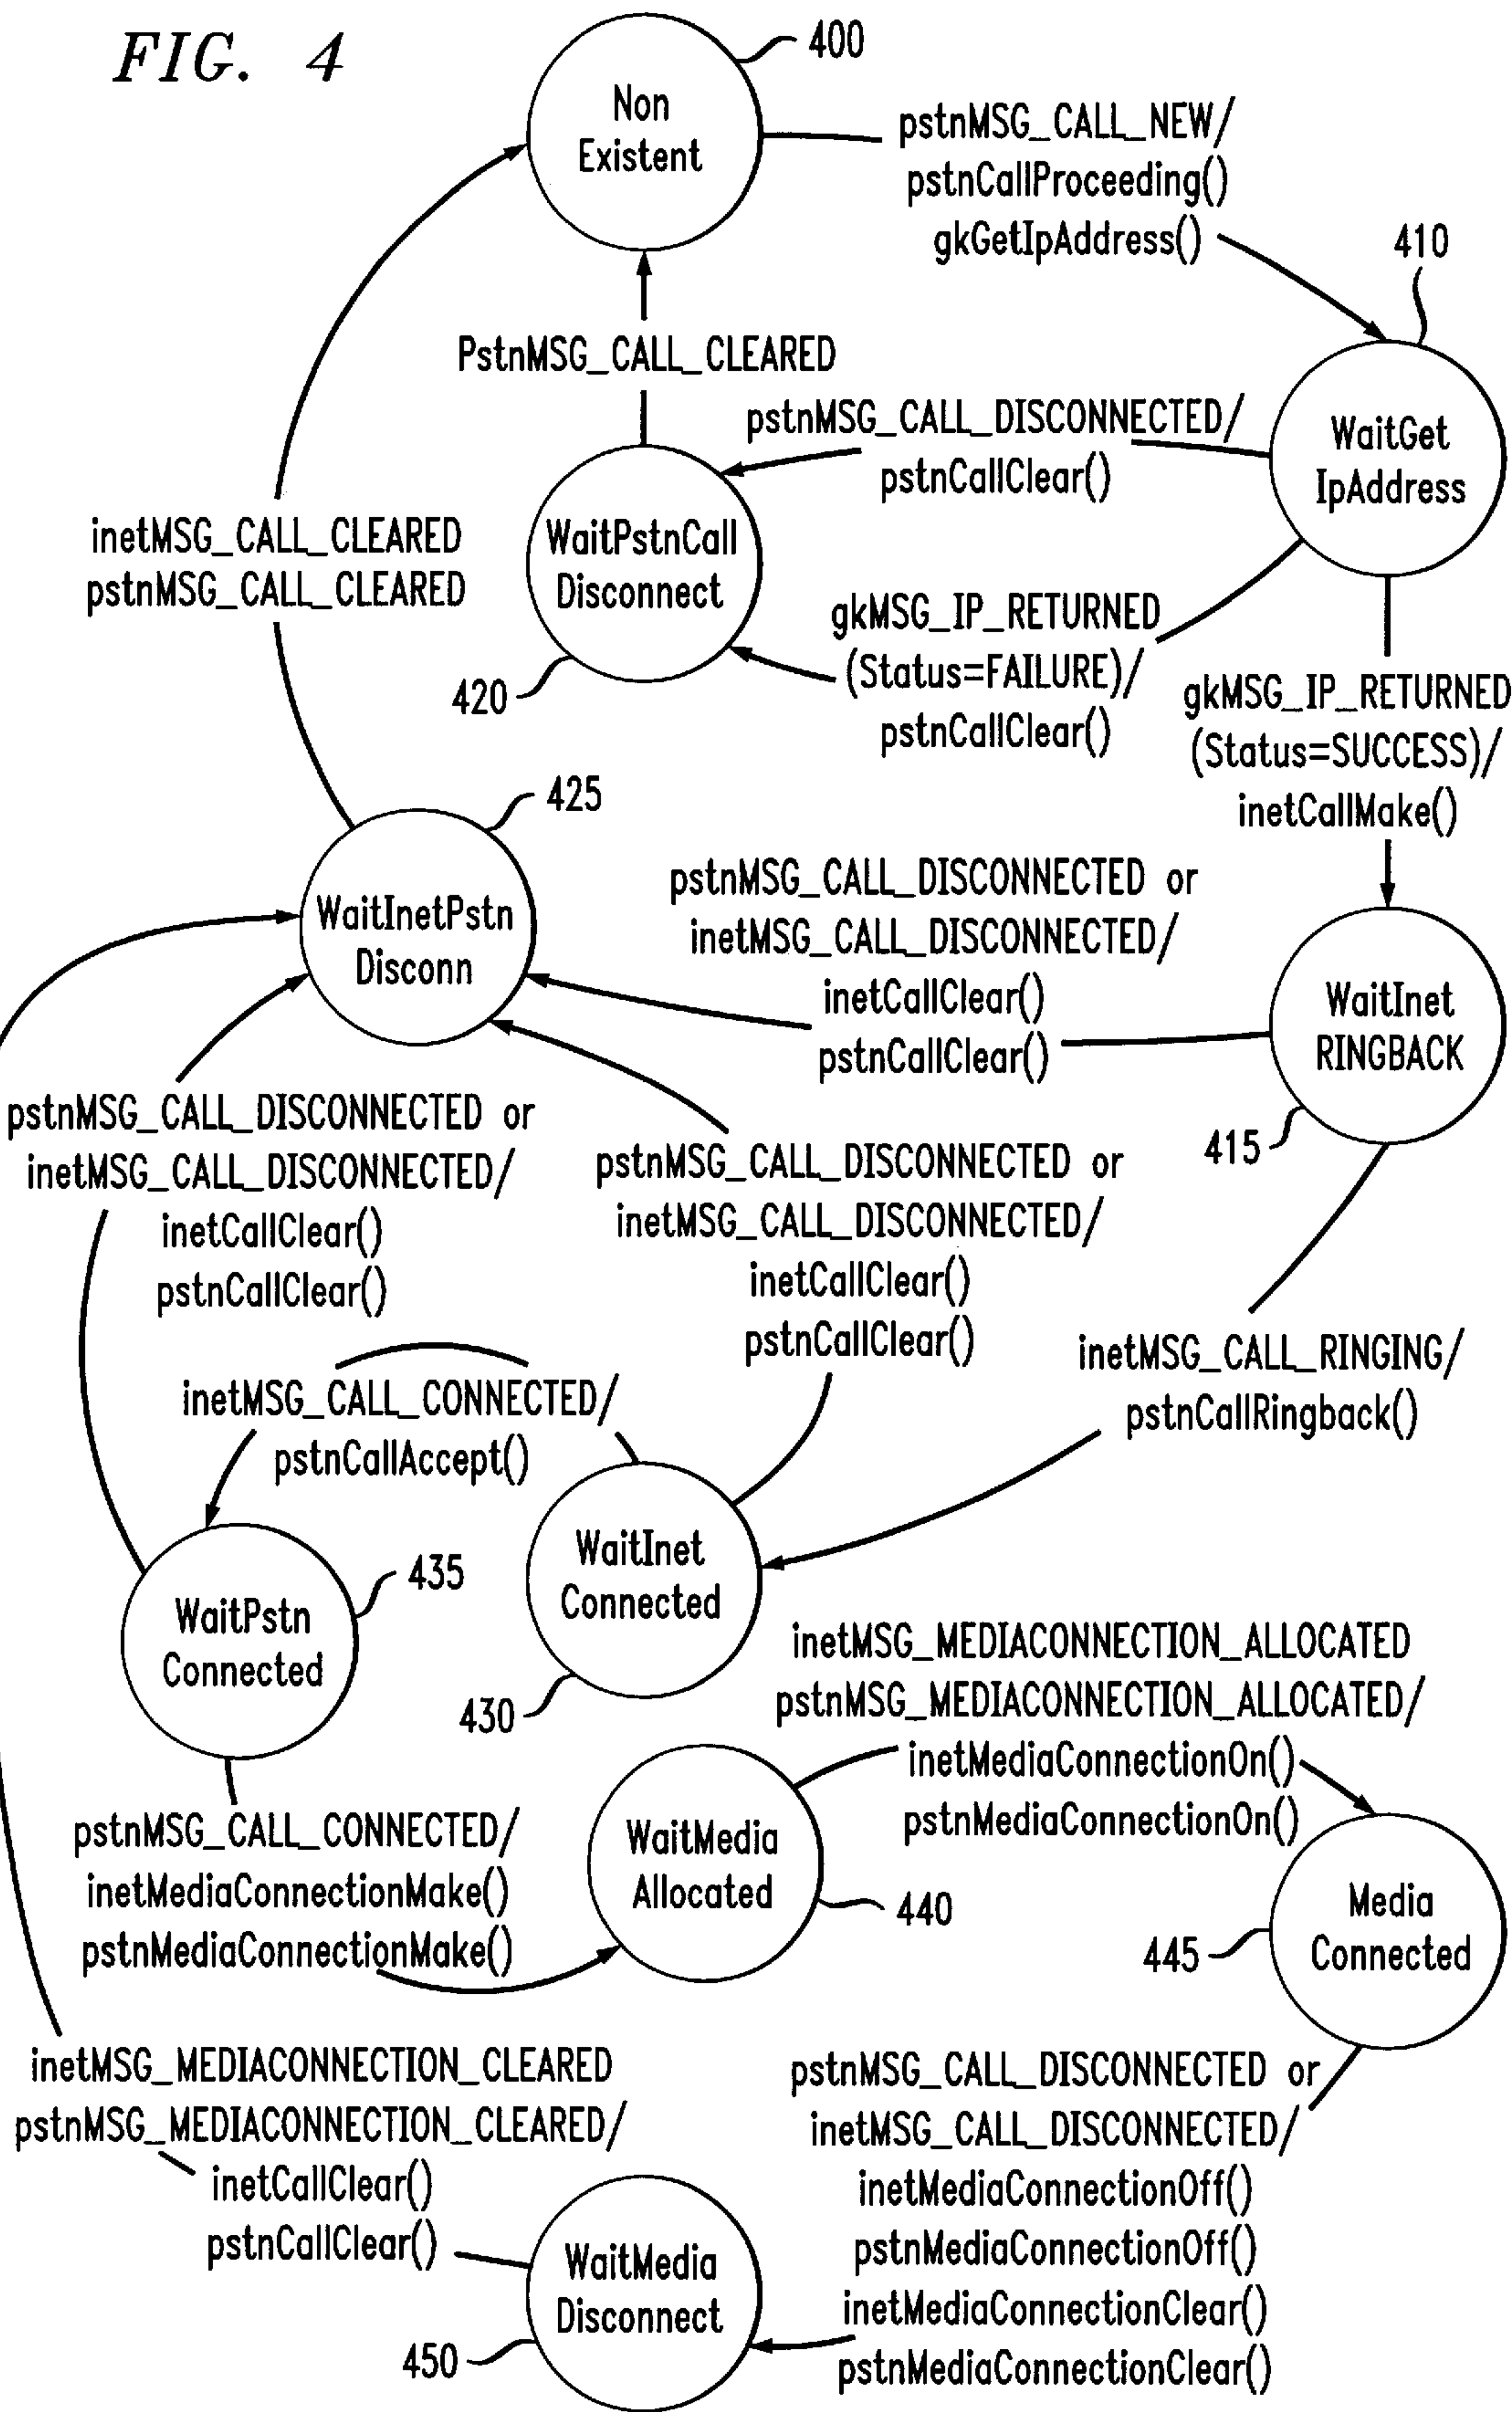 FIG. 4
400
Non
Existent
pstnMSG_CALL_NEW/
pstnCallProceeding()
gkGetIpAddress()
410
PstnMSG_CALL_CLEARED
pstnMSG_CALL_DISCONNECTED/
pstnCallClear()
WaitGet
IpAddress
inetMSG_CALL_CLEARED
pstnMSG_CALL_CLEARED
WaitPstnCall
Disconnect
420
gkMSG_IP_RETURNED
(Status=FAILURE)/
pstnCallClear()
gkMSG_IP_RETURNED
(Status=SUCCESS)/
inetCallMake()
425
WaitInetPstn
Disconn
pstnMSG_CALL_DISCONNECTED or
inetMSG_CALL_DISCONNECTED/
inetCallClear()
pstnCallClear()
WaitInet
RINGBACK
415
pstnMSG_CALL_DISCONNECTED or
inetMSG_CALL_DISCONNECTED/
inetCallClear()
pstnCallClear()
pstnMSG_CALL_DISCONNECTED or
inetMSG_CALL_DISCONNECTED/
inetCallClear()
pstnCallClear()
inetMSG_CALL_RINGING/
pstnCallRingback()
inetMSG_CALL_CONNECTED/
pstnCallAccept()
435
WaitPstn
Connected
WaitInet
Connected
430
inetMSG_MEDIACONNECTION_ALLOCATED
pstnMSG_MEDIACONNECTION_ALLOCATED/
inetMediaConnectionOn()
pstnMediaConnectionOn()
pstnMSG_CALL_CONNECTED/
inetMediaConnectionMake()
pstnMediaConnectionMake()
WaitMedia
Allocated
440
Media
Connected
445
inetMSG_MEDIACONNECTION_CLEARED
pstnMSG_MEDIACONNECTION_CLEARED/
inetCallClear()
pstnCallClear()
pstnMSG_CALL_DISCONNECTED or
inetMSG_CALL_DISCONNECTED/
inetMediaConnectionOff()
pstnMediaConnectionOff()
inetMediaConnectionClear()
pstnMediaConnectionClear()
WaitMedia
Disconnect
450